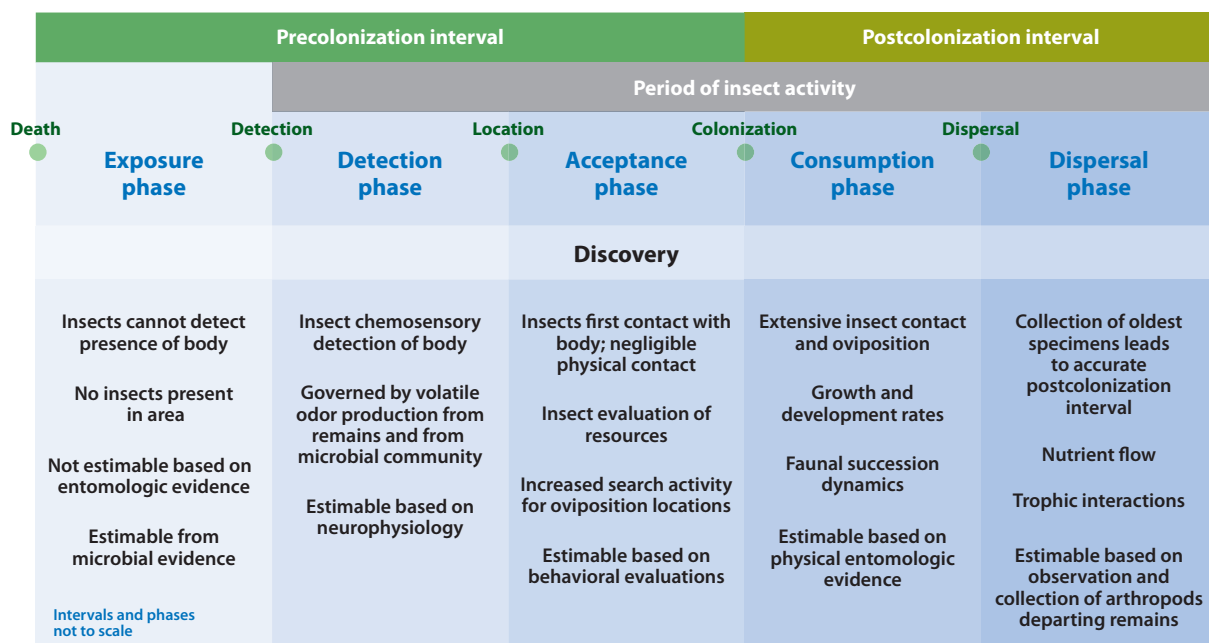 Precolonization interval
Postcolonization interval
Period of insect activity
Death
Detection
Location
Colonization
Dispersal
Exposure
phase
Detection
phase
Acceptance
phase
Consumption
phase
Dispersal
phase
Discovery
Insects cannot detect
presence of body
No insects present
in area
Not estimable based on
entomologic evidence
Estimable from
microbial evidence
Intervals and phases
not to scale
Insect chemosensory
detection of body
Governed by volatile
odor production from
remains and from
microbial community
Estimable based on
neurophysiology
Insects first contact with
body; negligible
physical contact
Insect evaluation of
resources
Increased search activity
for oviposition locations
Estimable based on
behavioral evaluations
Extensive insect contact
and oviposition
Growth and
development rates
Faunal succession
dynamics
Estimable based on
physical entomologic
evidence
Collection of oldest
specimens leads
to accurate
postcolonization
interval
Nutrient flow
Trophic interactions
Estimable based on
observation and
collection of arthropods
departing remains